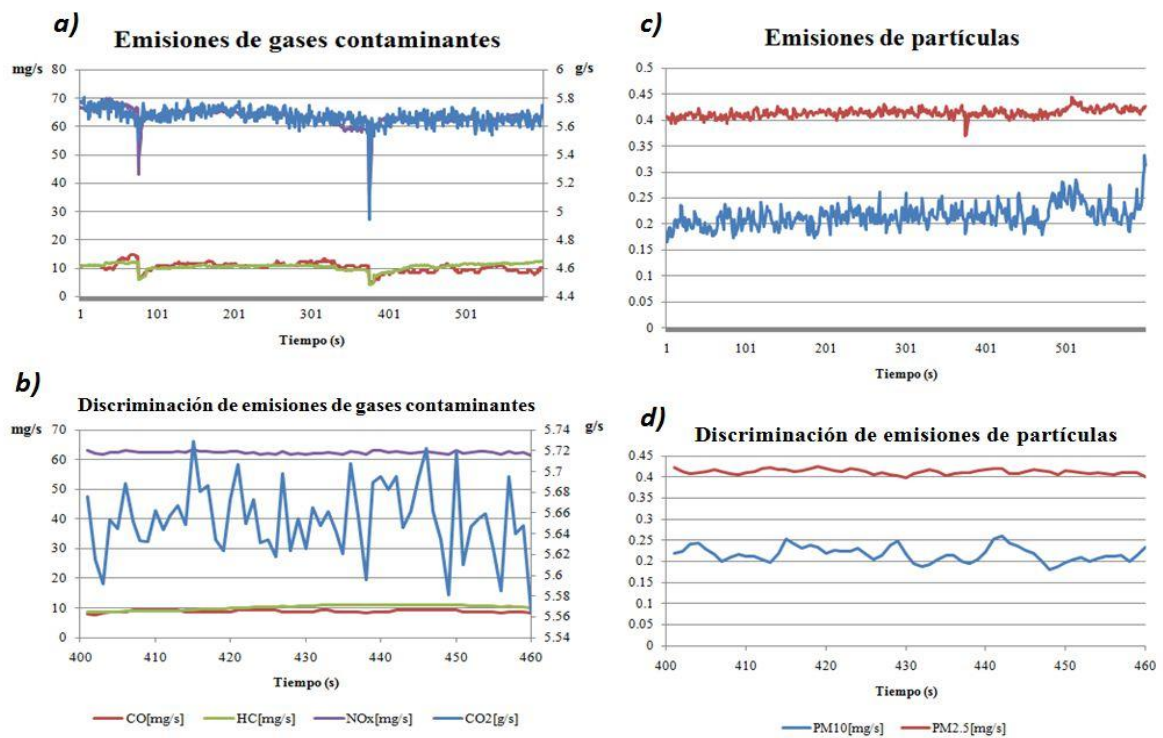 a)
Emisiones de gases contaminantes
mg/s
g/s
80
70
60
50
40
30
20
10
0
6
5.8
5.6
5.4
5.2
5
4.8
4.6
4.4
1 101 201 301 401 501
Tiempo (s)
b)
Discriminación de emisiones de gases contaminantes
mg/s
g/s
70
60
50
40
30
20
10
0
5.74
5.72
5.7
5.68
5.66
5.64
5.62
5.6
5.58
5.56
5.54
400 410 420 430 440 450 460
Tiempo (s)
CO[mg/s] HC[mg/s] NOx[mg/s] CO2[g/s]
c)
Emisiones de partículas
0.5
0.45
0.4
0.35
0.3
0.25
0.2
0.15
0.1
0.05
0
1 101 201 301 401 501
Tiempo (s)
d)
Discriminación de emisiones de partículas
0.45
0.4
0.35
0.3
0.25
0.2
0.15
0.1
0.05
0
400 410 420 430 440 450 460
Tiempo (s)
PM10[mg/s] PM2.5[mg/s]